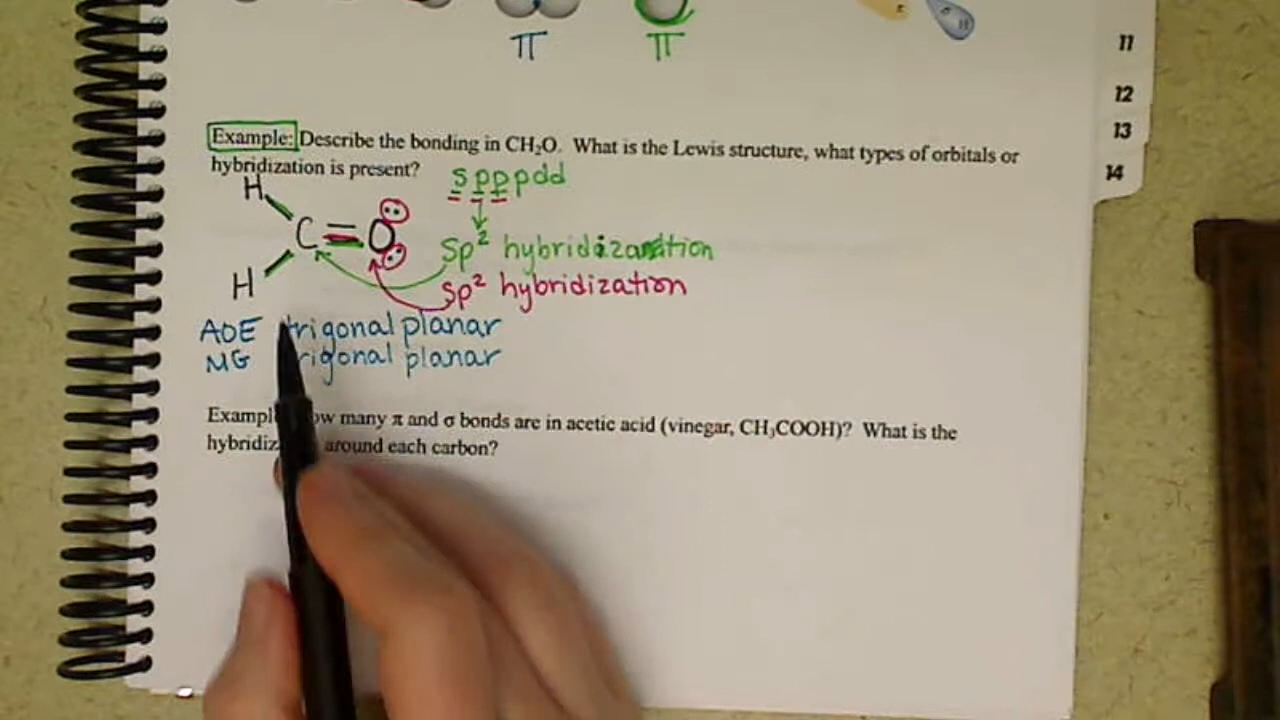 π π
11
12
13
14
Example: Describe the bonding in CH₂O. What is the Lewis structure, what types of orbitals or
hybridization is present?
spppdd
H
C=O
H
sp² hybridization
sp² hybridization
AOE trigonal planar
MG trigonal planar
Example: How many π and σ bonds are in acetic acid (vinegar, CH₃COOH)? What is the
around each carbon?